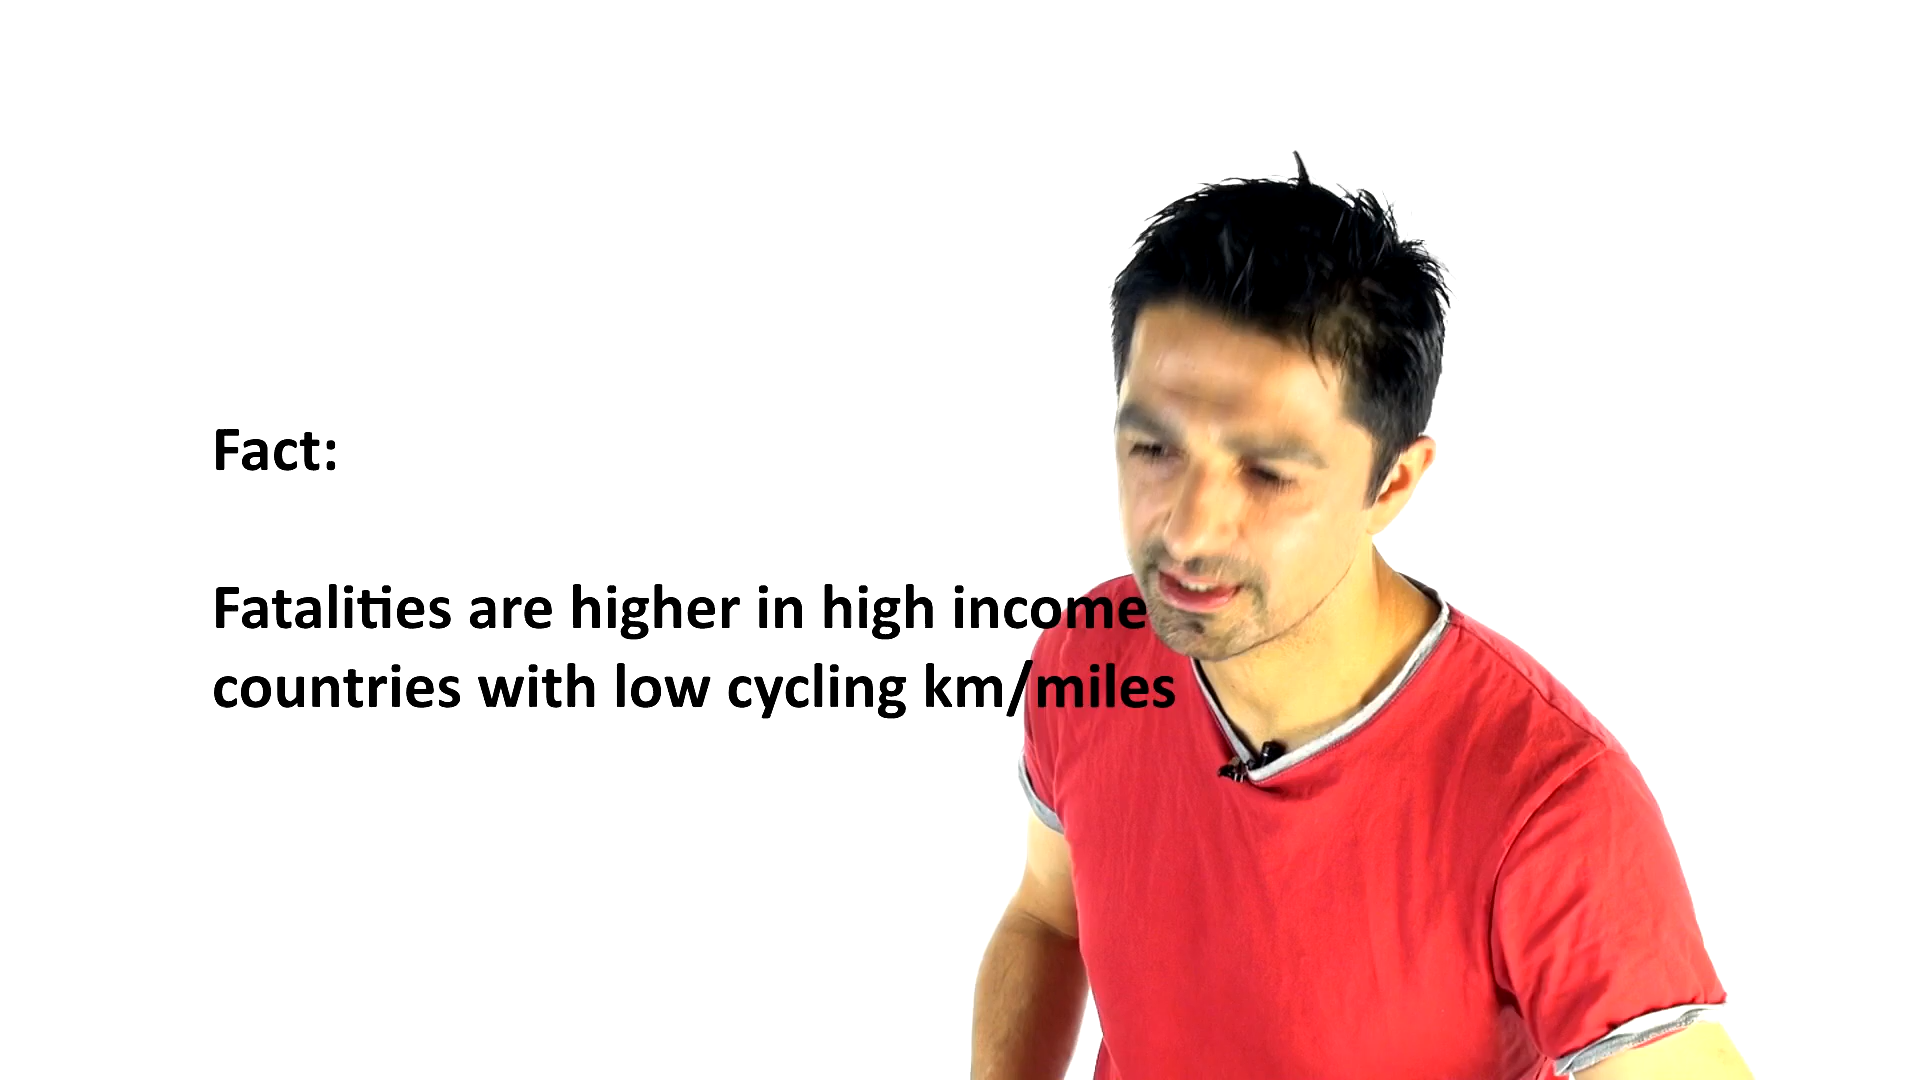 Fact:
Fatalities are higher in high income
countries with low cycling km/miles